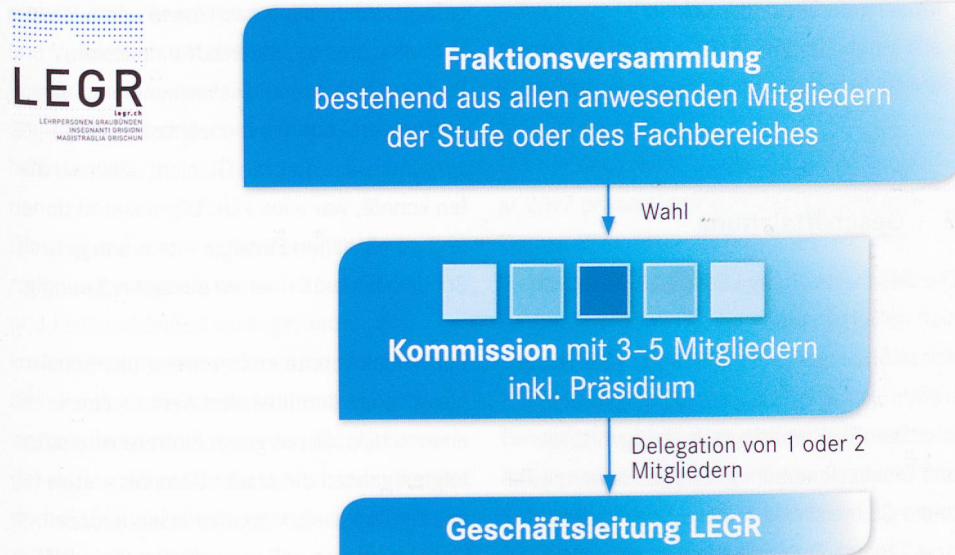 LEGR
legr.ch
LEHRPERSONEN GRAUBÜNDEN
INSEGNANTI GRIGIONI
MAGISTRAGLIA GRISCHUN
Fraktionsversammlung
bestehend aus allen anwesenden Mitgliedern
der Stufe oder des Fachbereiches
Wahl
Kommission mit 3–5 Mitgliedern
inkl. Präsidium
Delegation von 1 oder 2
Mitgliedern
Geschäftsleitung LEGR